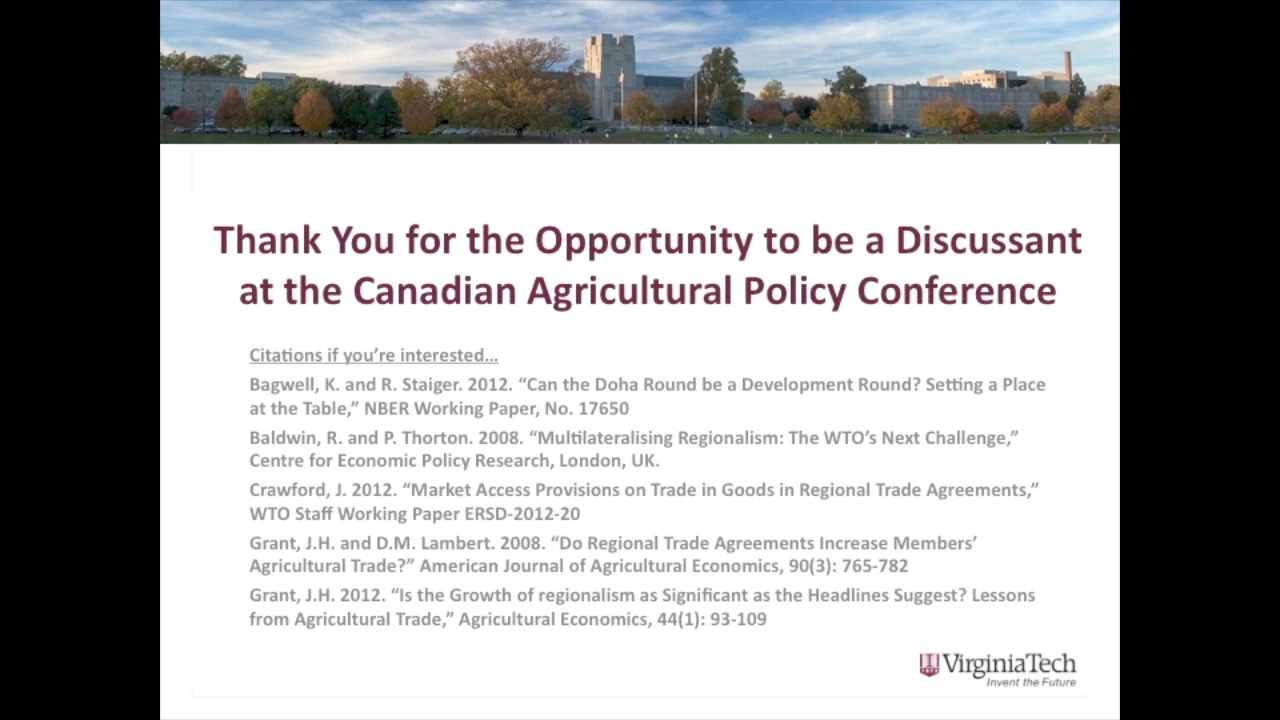 Thank You for the Opportunity to be a Discussant
at the Canadian Agricultural Policy Conference
Citations if you’re interested…
Bagwell, K. and R. Staiger. 2012. “Can the Doha Round be a Development Round? Setting a Place
at the Table,” NBER Working Paper, No. 17650
Baldwin, R. and P. Thorton. 2008. “Multilateralising Regionalism: The WTO’s Next Challenge,”
Centre for Economic Policy Research, London, UK.
Crawford, J. 2012. “Market Access Provisions on Trade in Goods in Regional Trade Agreements,”
WTO Staff Working Paper ERSD-2012-20
Grant, J.H. and D.M. Lambert. 2008. “Do Regional Trade Agreements Increase Members’
Agricultural Trade?” American Journal of Agricultural Economics, 90(3): 765-782
Grant, J.H. 2012. “Is the Growth of regionalism as Significant as the Headlines Suggest? Lessons
from Agricultural Trade,” Agricultural Economics, 44(1): 93-109
VirginiaTech
Invent the Future